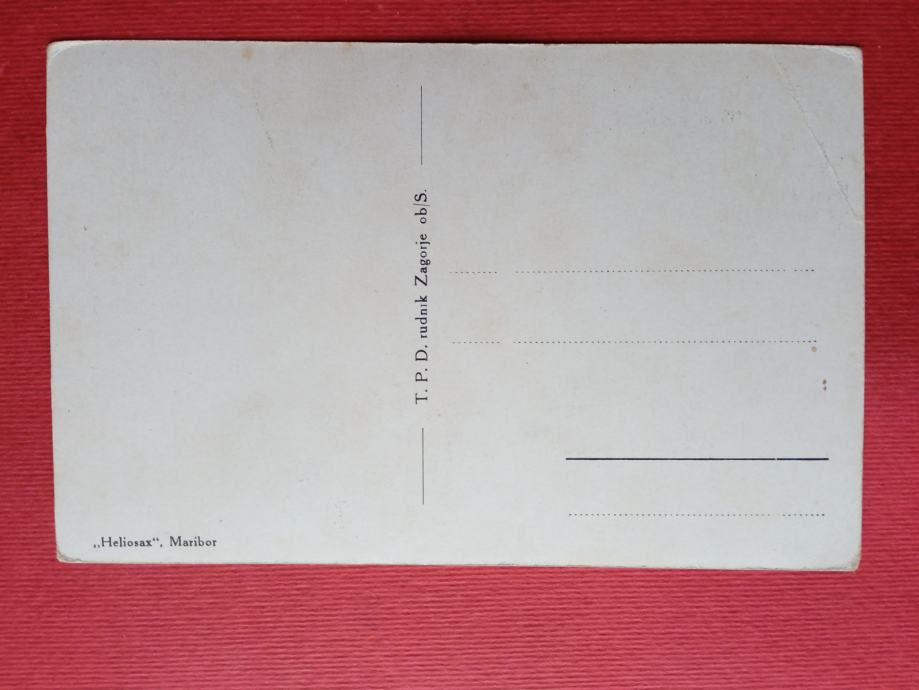 T. P. D. rudnik Zagorje ob/S.
„Heliosax“, Maribor